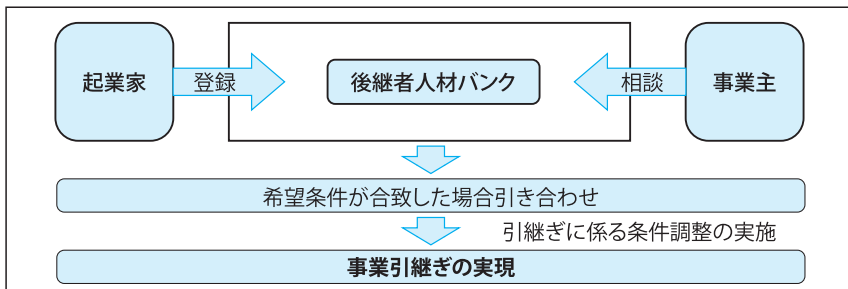 起業家
登録
後継者人材バンク
相談
事業主
希望条件が合致した場合引き合わせ
引継ぎに係る条件調整の実施
事業引継ぎの実現